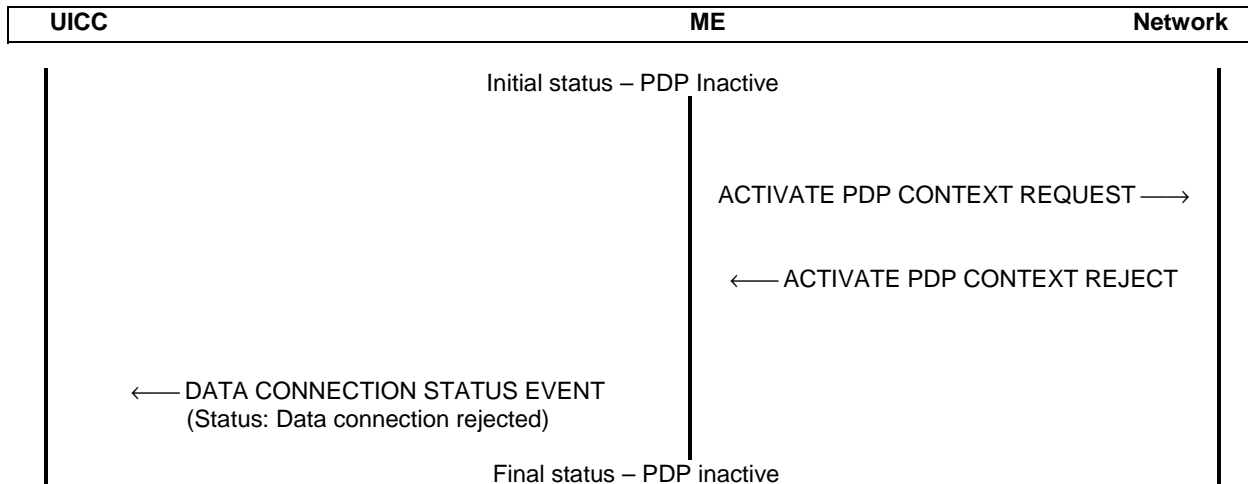 UICC ME Network
Initial status – PDP Inactive
ACTIVATE PDP CONTEXT REQUEST
ACTIVATE PDP CONTEXT REJECT
DATA CONNECTION STATUS EVENT
(Status: Data connection rejected)
Final status – PDP inactive